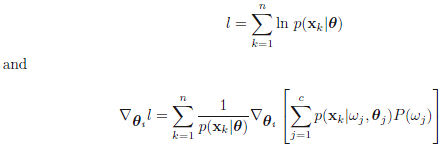 $l = \sum_{k=1}^{n} \ln\, p(\mathbf{x}_k|\boldsymbol{\theta})$
and
$\nabla_{\boldsymbol{\theta}_i} l = \sum_{k=1}^{n} \frac{1}{p(\mathbf{x}_k|\boldsymbol{\theta})} \nabla_{\boldsymbol{\theta}_i} \left[ \sum_{j=1}^{c} p(\mathbf{x}_k|\omega_j, \boldsymbol{\theta}_j) P(\omega_j) \right]$